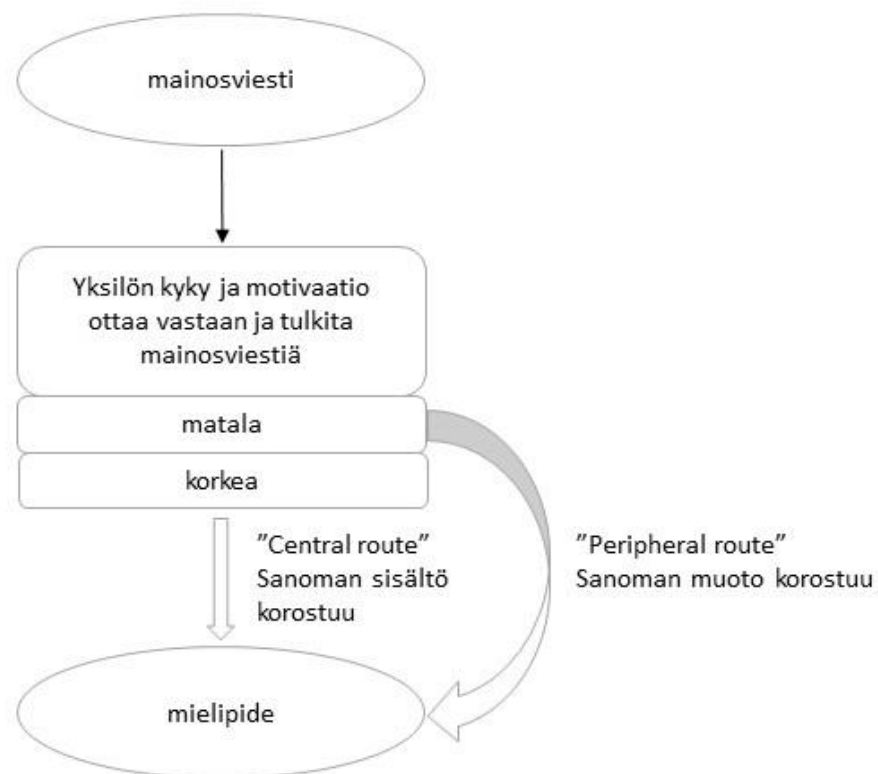 mainosviesti
Yksilön kyky ja motivaatio
ottaa vastaan ja tulkita
mainosviestiä
matala
korkea
”Central route”
Sanoman sisältö
korostuu
”Peripheral route”
Sanoman muoto korostuu
mielipide